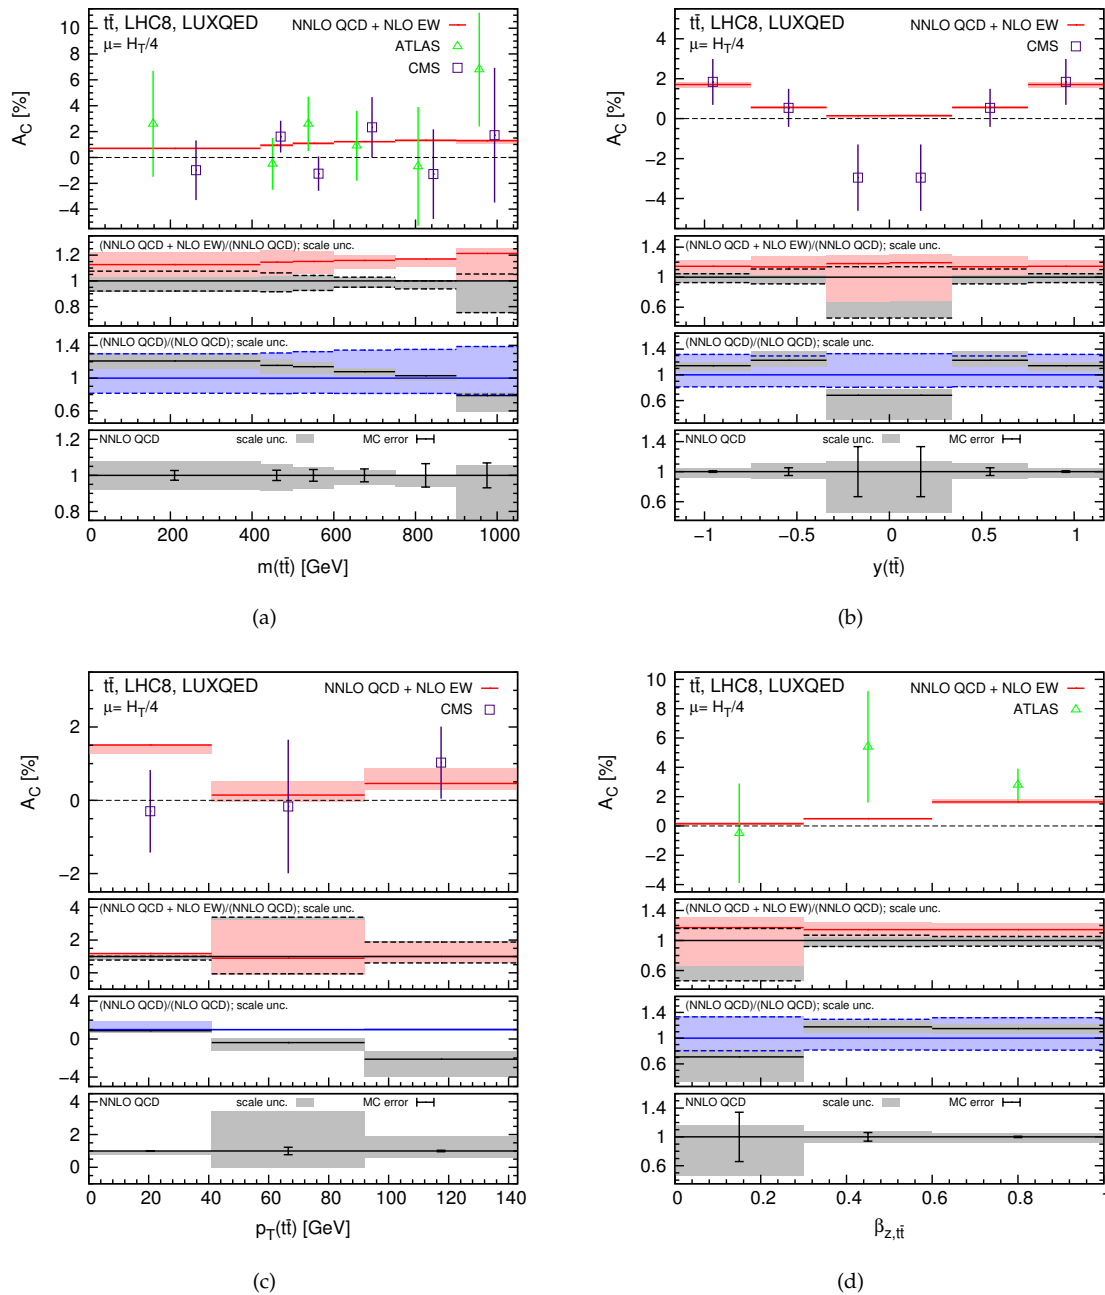 tt̄, LHC8, LUXQED
μ= H_T/4
NNLO QCD + NLO EW
ATLAS
CMS
A_C [%]
10
8
6
4
2
0
−2
−4
(NNLO QCD + NLO EW)/(NNLO QCD); scale unc.
1.2
1
0.8
(NNLO QCD)/(NLO QCD); scale unc.
1.4
1
0.6
NNLO QCD
scale unc.
MC error
1.2
1
0.8
0
200
400
600
800
1000
m(tt̄) [GeV]
(a)
tt̄, LHC8, LUXQED
μ= H_T/4
NNLO QCD + NLO EW
CMS
A_C [%]
4
2
0
−2
−4
(NNLO QCD + NLO EW)/(NNLO QCD); scale unc.
1.4
1
0.6
(NNLO QCD)/(NLO QCD); scale unc.
1.4
1
0.6
NNLO QCD
scale unc.
MC error
1.4
1
0.6
−1
−0.5
0
0.5
1
y(tt̄)
(b)
tt̄, LHC8, LUXQED
μ= H_T/4
NNLO QCD + NLO EW
CMS
A_C [%]
2
0
−2
(NNLO QCD + NLO EW)/(NNLO QCD); scale unc.
4
2
0
(NNLO QCD)/(NLO QCD); scale unc.
4
0
−4
NNLO QCD
scale unc.
MC error
4
2
0
0
20
40
60
80
100
120
140
p_T(tt̄) [GeV]
(c)
tt̄, LHC8, LUXQED
μ= H_T/4
NNLO QCD + NLO EW
ATLAS
A_C [%]
10
8
6
4
2
0
−2
−4
(NNLO QCD + NLO EW)/(NNLO QCD); scale unc.
1.4
1
0.6
(NNLO QCD)/(NLO QCD); scale unc.
1.4
1
0.6
NNLO QCD
scale unc.
MC error
1.4
1
0.6
0
0.2
0.4
0.6
0.8
1
β_z,tt̄
(d)